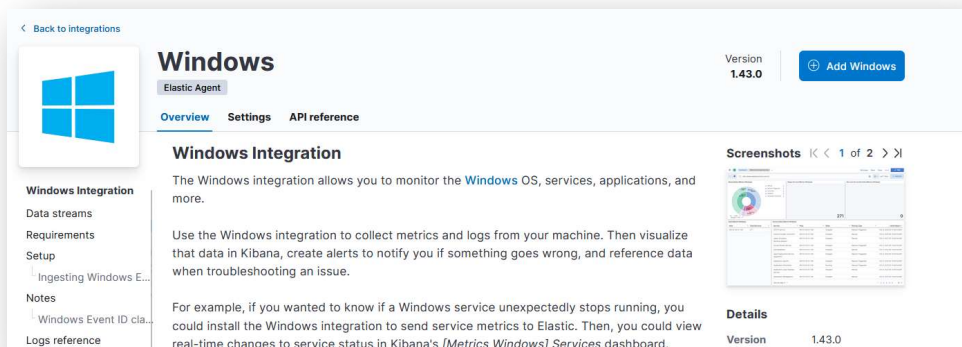 Back to integrations
Windows
Elastic Agent
Version
1.43.0
Add Windows
Overview Settings API reference
Windows Integration
Data streams
Requirements
Setup
Ingesting Windows E...
Notes
Windows Event ID cla...
Logs reference
Windows Integration
The Windows integration allows you to monitor the Windows OS, services, applications, and
more.
Use the Windows integration to collect metrics and logs from your machine. Then visualize
that data in Kibana, create alerts to notify you if something goes wrong, and reference data
when troubleshooting an issue.
For example, if you wanted to know if a Windows service unexpectedly stops running, you
could install the Windows integration to send service metrics to Elastic. Then, you could view
real-time changes to service status in Kibana's [Metrics Windows] Services dashboard.
Screenshots 1 of 2
271
0
Details
Version 1.43.0